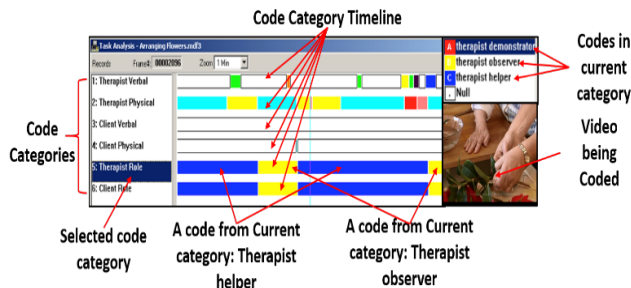 Code Category Timeline
Task Analysis - Arranging Flowers.mdf3
Records Frame#: 00002096 Zoom 1 Min
1: Therapist Verbal
2: Therapist Physical
3: Client Verbal
4: Client Physical
5: Therapist Role
6: Client Role
A therapist demonstrator
therapist observer
C therapist helper
. Null
Codes in
current
category
Code
Categories
Video
being
Coded
Selected code
category
A code from Current
category: Therapist
helper
A code from Current
category: Therapist
observer